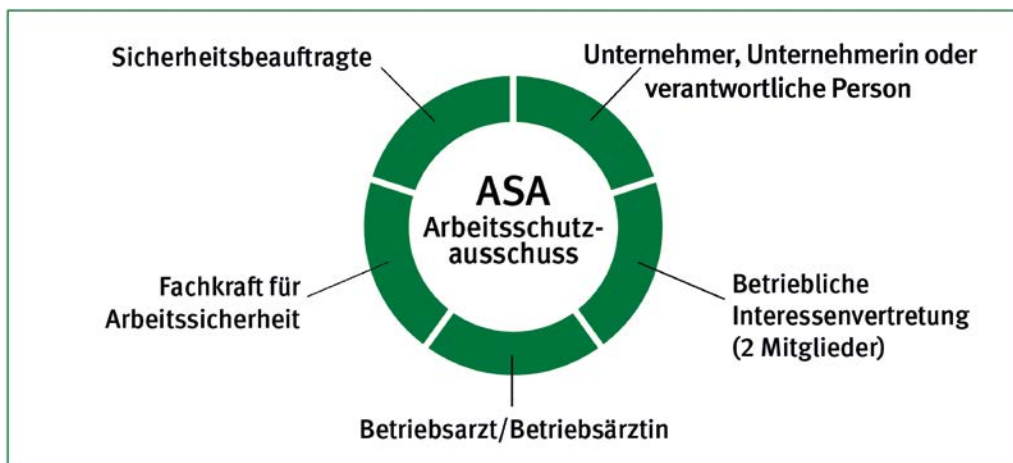 Sicherheitsbeauftragte
Unternehmer, Unternehmerin oder
verantwortliche Person
ASA
Arbeitsschutz-
ausschuss
Fachkraft für
Arbeitssicherheit
Betriebliche
Interessenvertretung
(2 Mitglieder)
Betriebsarzt/Betriebsärztin